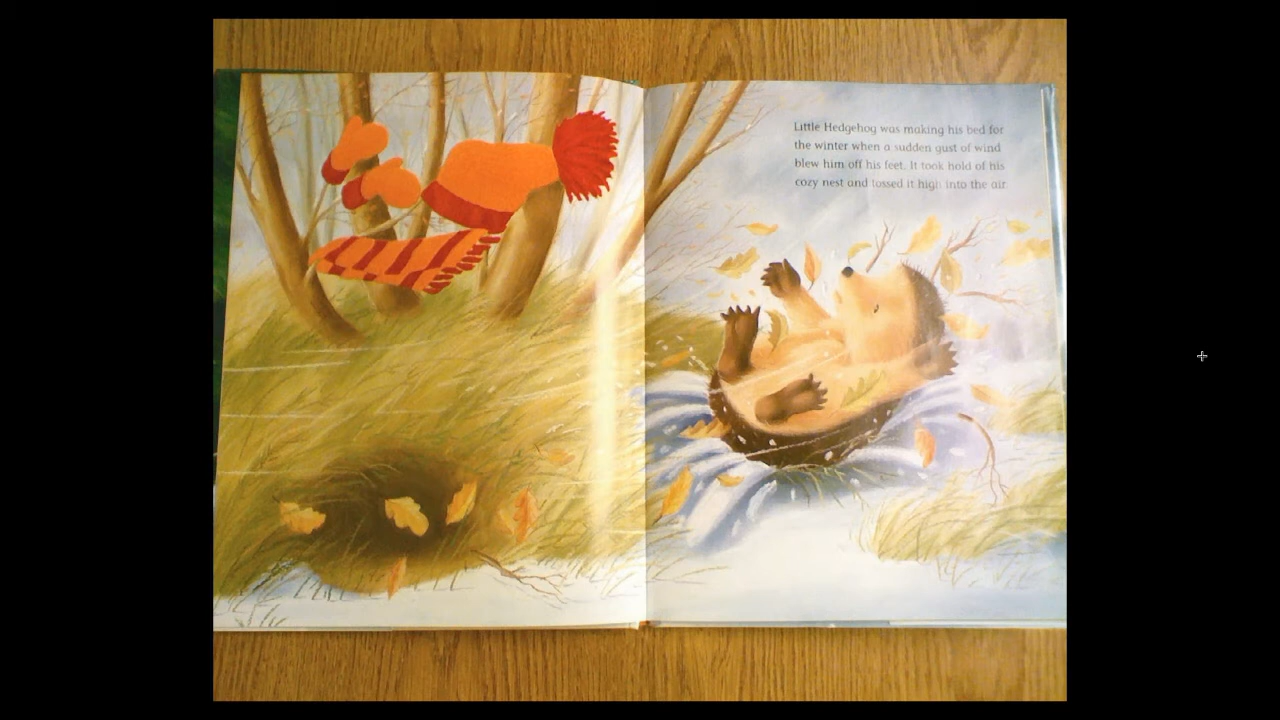 Little Hedgehog was making his bed for
the winter when a sudden gust of wind
blew him off his feet. It took hold of his
cozy nest and tossed it high into the air